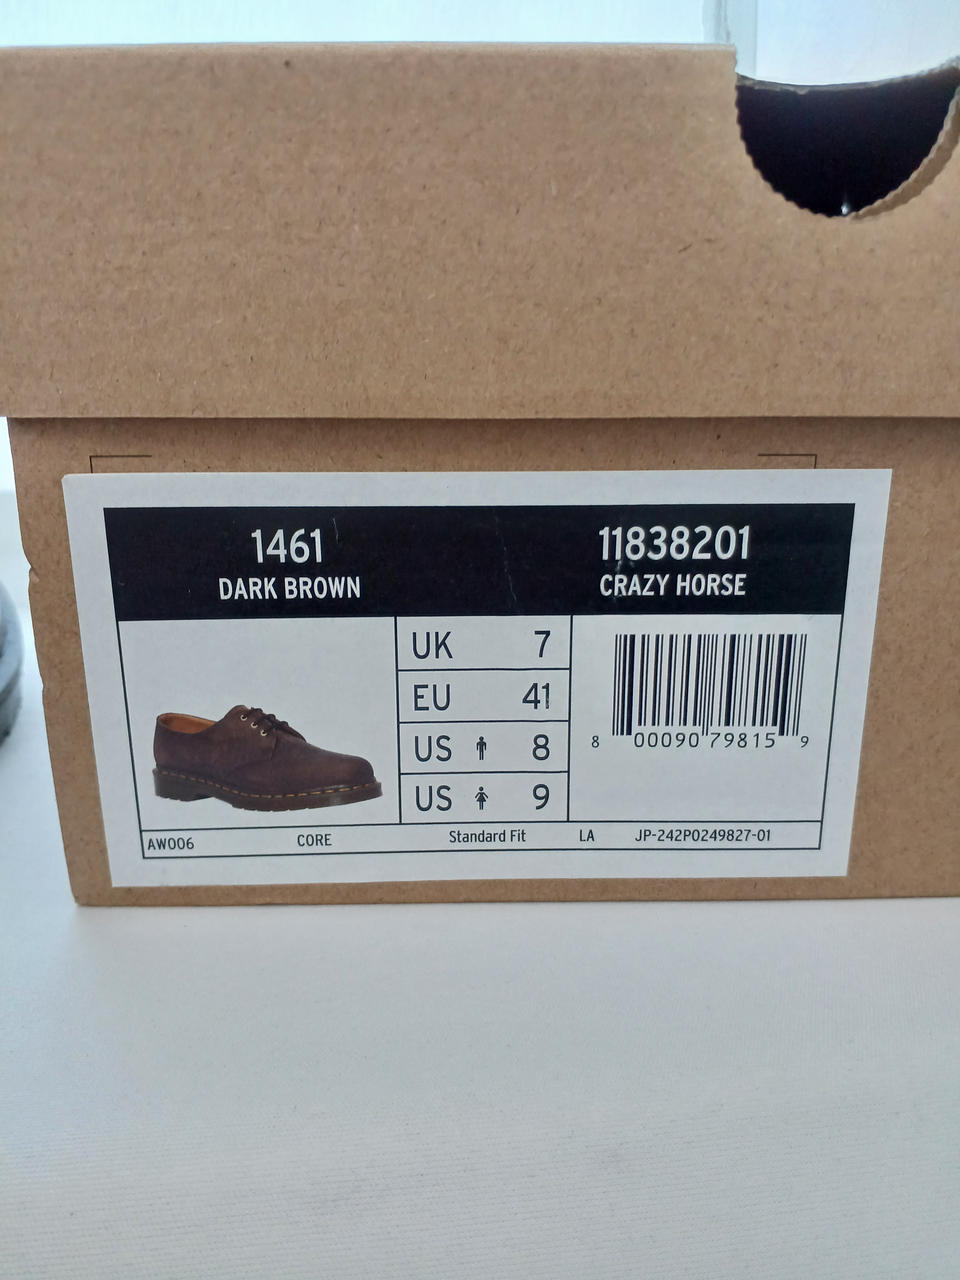 1461
DARK BROWN
11838201
CRAZY HORSE
UK 7
EU 41
US 8
US 9
8 00090 79815 9
AW006 CORE Standard Fit LA JP-242P0249827-01